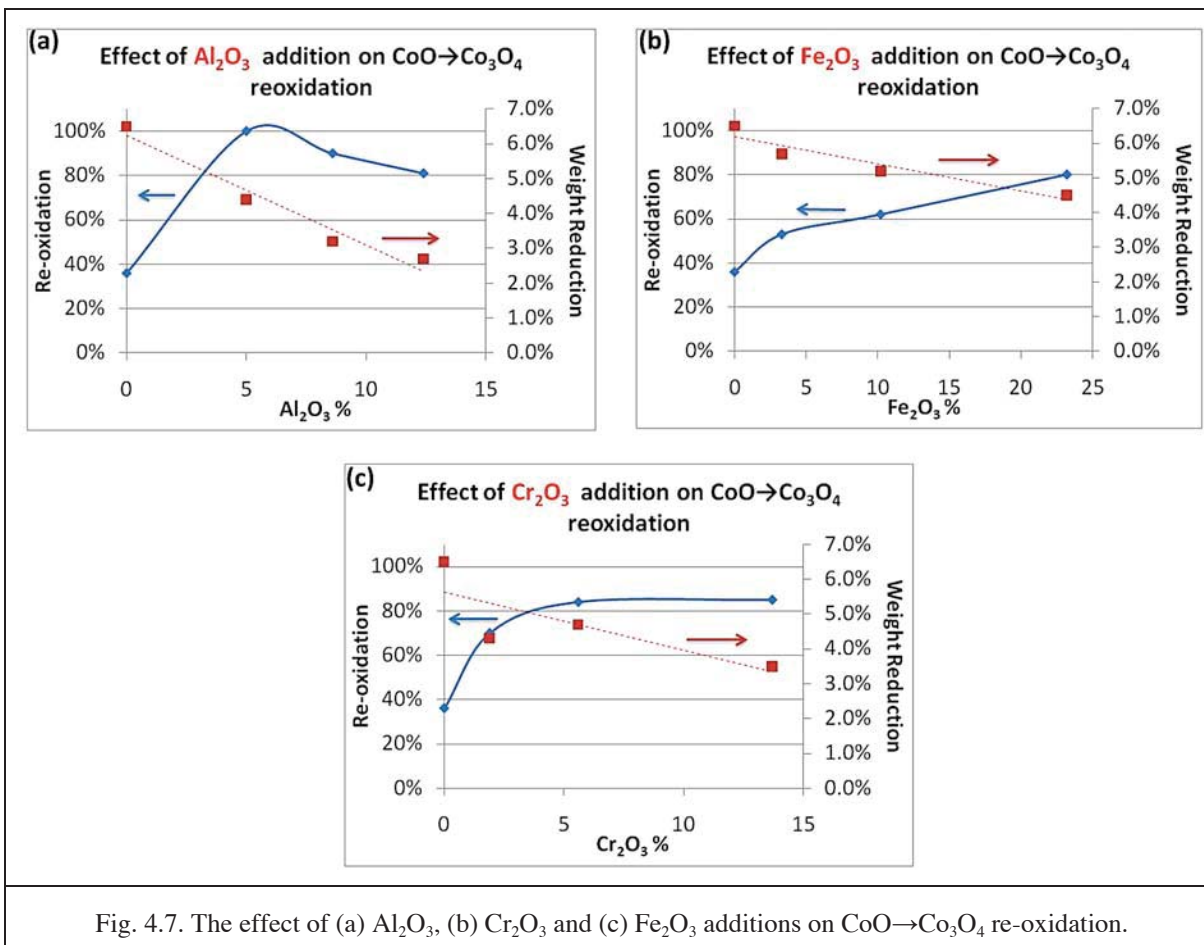 (a)
Effect of Al₂O₃ addition on CoO→Co₃O₄
reoxidation
Re-oxidation
100%
80%
60%
40%
20%
0%
7.0%
6.0%
5.0%
4.0%
3.0%
2.0%
1.0%
0.0%
Weight Reduction
0 5 10 15
Al₂O₃ %
(b)
Effect of Fe₂O₃ addition on CoO→Co₃O₄
reoxidation
Re-oxidation
100%
80%
60%
40%
20%
0%
7.0%
6.0%
5.0%
4.0%
3.0%
2.0%
1.0%
0.0%
Weight Reduction
0 5 10 15 20 25
Fe₂O₃ %
(c)
Effect of Cr₂O₃ addition on CoO→Co₃O₄
reoxidation
Re-oxidation
100%
80%
60%
40%
20%
0%
7.0%
6.0%
5.0%
4.0%
3.0%
2.0%
1.0%
0.0%
Weight Reduction
0 5 10 15
Cr₂O₃ %
Fig. 4.7. The effect of (a) Al₂O₃, (b) Cr₂O₃ and (c) Fe₂O₃ additions on CoO→Co₃O₄ re-oxidation.